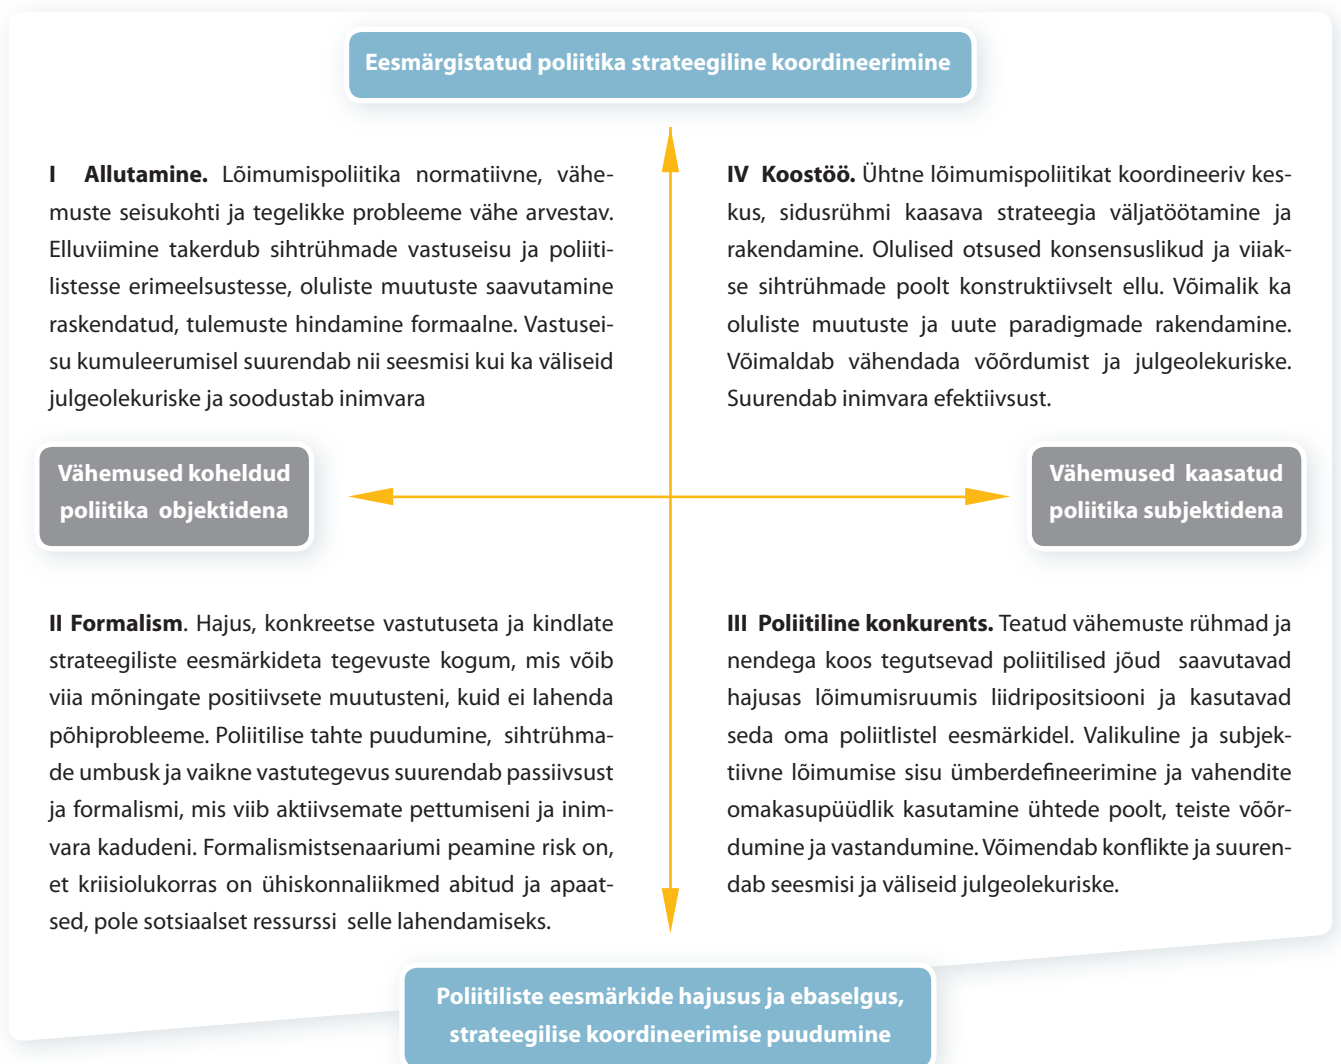 Eesmärgistatud poliitika strateegiline koordineerimine
I Allutamine. Lõimumispoliitika normatiivne, vähe-
muste seisukohti ja tegelikke probleeme vähe arvestav.
Elluviimine takerdub sihtrühmade vastuseisu ja poliiti-
listesse erimeelsustesse, oluliste muutuste saavutamine
raskendatud, tulemuste hindamine formaalne. Vastusei-
su kumuleerumisel suurendab nii seesmisi kui ka väliseid
julgeolekuriske ja soodustab inimvara
IV Koostöö. Ühtne lõimumispoliitikat koordineeriv kes-
kus, sidusrühmi kaasava strateegia väljatöötamine ja
rakendamine. Olulised otsused konsensuslikud ja viiak-
se sihtrühmade poolt konstruktiivselt ellu. Võimalik ka
oluliste muutuste ja uute paradigmade rakendamine.
Võimaldab vähendada võõrdumist ja julgeolekuriske.
Suurendab inimvara efektiivsust.
Vähemused koheldud
poliitika objektidena
Vähemused kaasatud
poliitika subjektidena
II Formalism. Hajus, konkreetse vastutuseta ja kindlate
strateegiliste eesmärkideta tegevuste kogum, mis võib
viia mõningate positiivsete muutusteni, kuid ei lahenda
põhiprobleeme. Poliitilise tahte puudumine, sihtrühma-
de umbusk ja vaikne vastutegevus suurendab passiivsust
ja formalismi, mis viib aktiivsemate pettumiseni ja inim-
vara kadudeni. Formalismistsenaariumi peamine risk on,
et kriisiolukorras on ühiskonnaliikmed abitud ja apaat-
sed, pole sotsiaalset ressurssi selle lahendamiseks.
III Poliitiline konkurents. Teatud vähemuste rühmad ja
nendega koos tegutsevad poliitilised jõud saavutavad
hajusas lõimumisruumis liidripositsiooni ja kasutavad
seda oma poliitlistel eesmärkidel. Valikuline ja subjek-
tiivne lõimumise sisu ümberdefineerimine ja vahendite
omakasupüüdlik kasutamine ühtede poolt, teiste võõr-
dumine ja vastandumine. Võimendab konflikte ja suuren-
dab seesmisi ja väliseid julgeolekuriske.
Poliitiliste eesmärkide hajusus ja ebaselgus,
strateegilise koordineerimise puudumine